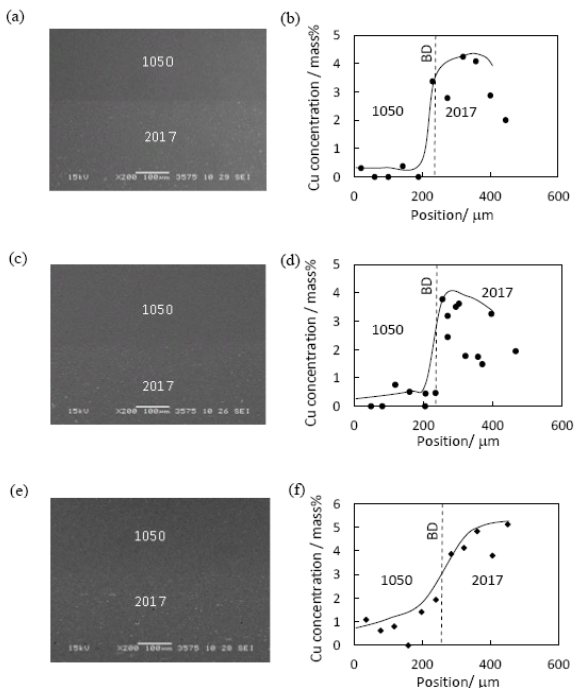 (a)
1050
2017
15kV X200 100µm 3575 10 29 SEI
(b)
Cu concentration / mass%
5
4
3
2
1
0
BD
1050
2017
0 200 400 600
Position/ µm
(c)
1050
2017
15kV X200 100µm 3575 10 26 SEI
(d)
Cu concentration / mass%
5
4
3
2
1
0
BD
2017
1050
0 200 400 600
Position/ µm
(e)
1050
2017
15kV X200 100µm 3575 10 28 SEI
(f)
Cu concentration / mass%
6
5
4
3
2
1
0
BD
1050
2017
0 200 400 600
Position/ µm